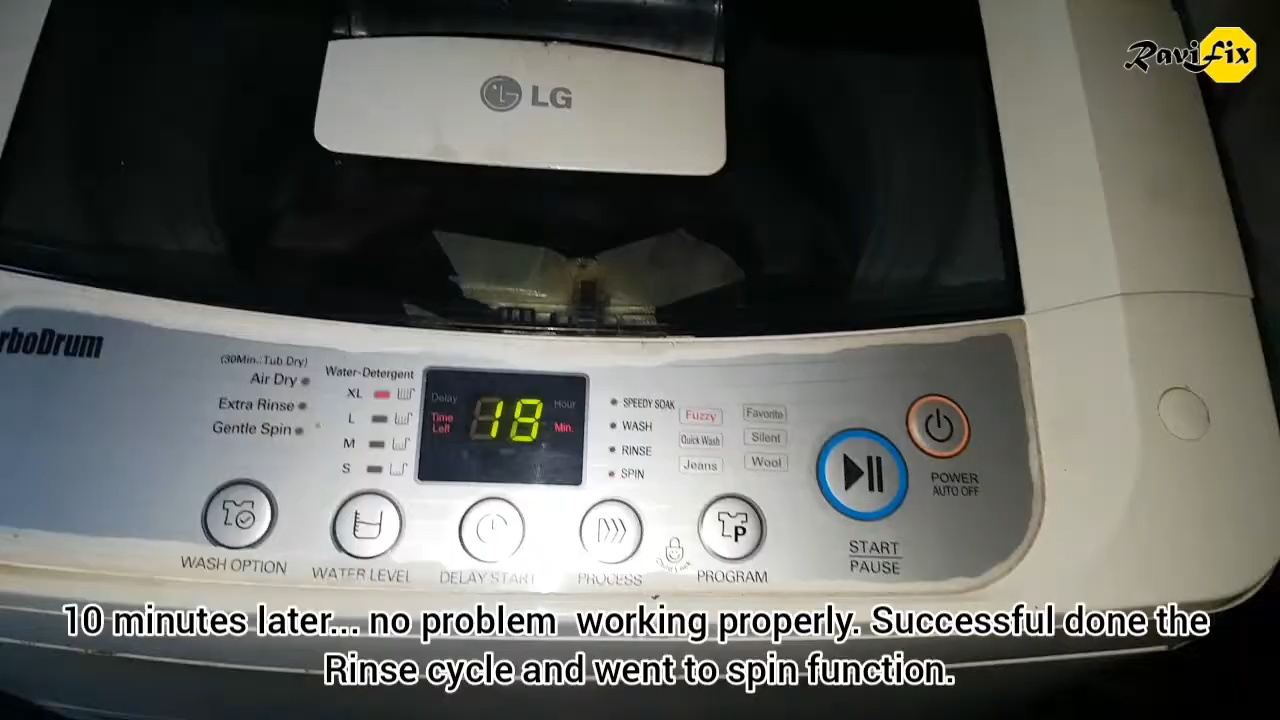 RaviFix
LG
rboDrum
(30Min.:Tub Dry)
Air Dry
Extra Rinse
Gentle Spin
Water-Detergent
XL
L
M
S
Delay
Hour
Time
Left
18
Min.
SPEEDY SOAK
WASH
RINSE
SPIN
Fuzzy
Favorite
Quick Wash
Silent
Jeans
Wool
POWER
AUTO OFF
P
WASH OPTION
WATER LEVEL
DELAY START
PROCESS
PROGRAM
START
PAUSE
10 minutes later... no problem  working properly. Successful done the
Rinse cycle and went to spin function.